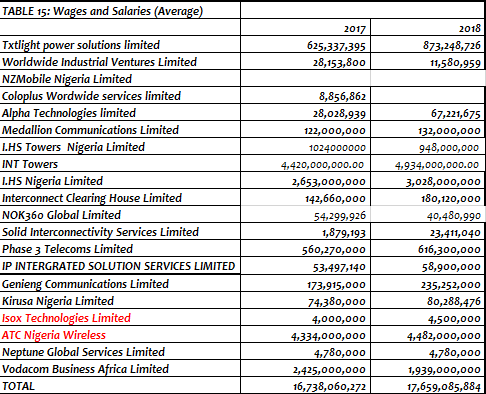 TABLE 15: Wages and Salaries (Average)
2017 2018
Txtlight power solutions limited 625,337,395 873,248,726
Worldwide Industrial Ventures Limited 28,153,800 11,580,959
NZMobile Nigeria Limited
Coloplus Wordwide services limited 8,856,862
Alpha Technologies limited 28,028,939 67,221,675
Medallion Communications Limited 122,000,000 132,000,000
I.HS Towers Nigeria Limited 1024000000 948,000,000
INT Towers 4,420,000,000.00 4,934,000,000.00
I.HS Nigeria Limited 2,653,000,000 3,028,000,000
Interconnect Clearing House Limited 142,660,000 180,120,000
NOK360 Global Limited 54,299,926 40,480,990
Solid Interconnectivity Services Limited 1,879,193 23,411,040
Phase 3 Telecoms Limited 560,270,000 616,300,000
IP INTERGRATED SOLUTION SERVICES LIMITED 53,497,140 58,900,000
Genieng Communications Limited 173,915,000 235,252,000
Kirusa Nigeria Limited 74,380,000 80,288,476
Isox Technologies Limited 4,000,000 4,500,000
ATC Nigeria Wireless 4,334,000,000 4,482,000,000
Neptune Global Services Limited 4,780,000 4,780,000
Vodacom Business Africa Limited 2,425,000,000 1,939,000,000
TOTAL 16,738,060,272 17,659,085,884